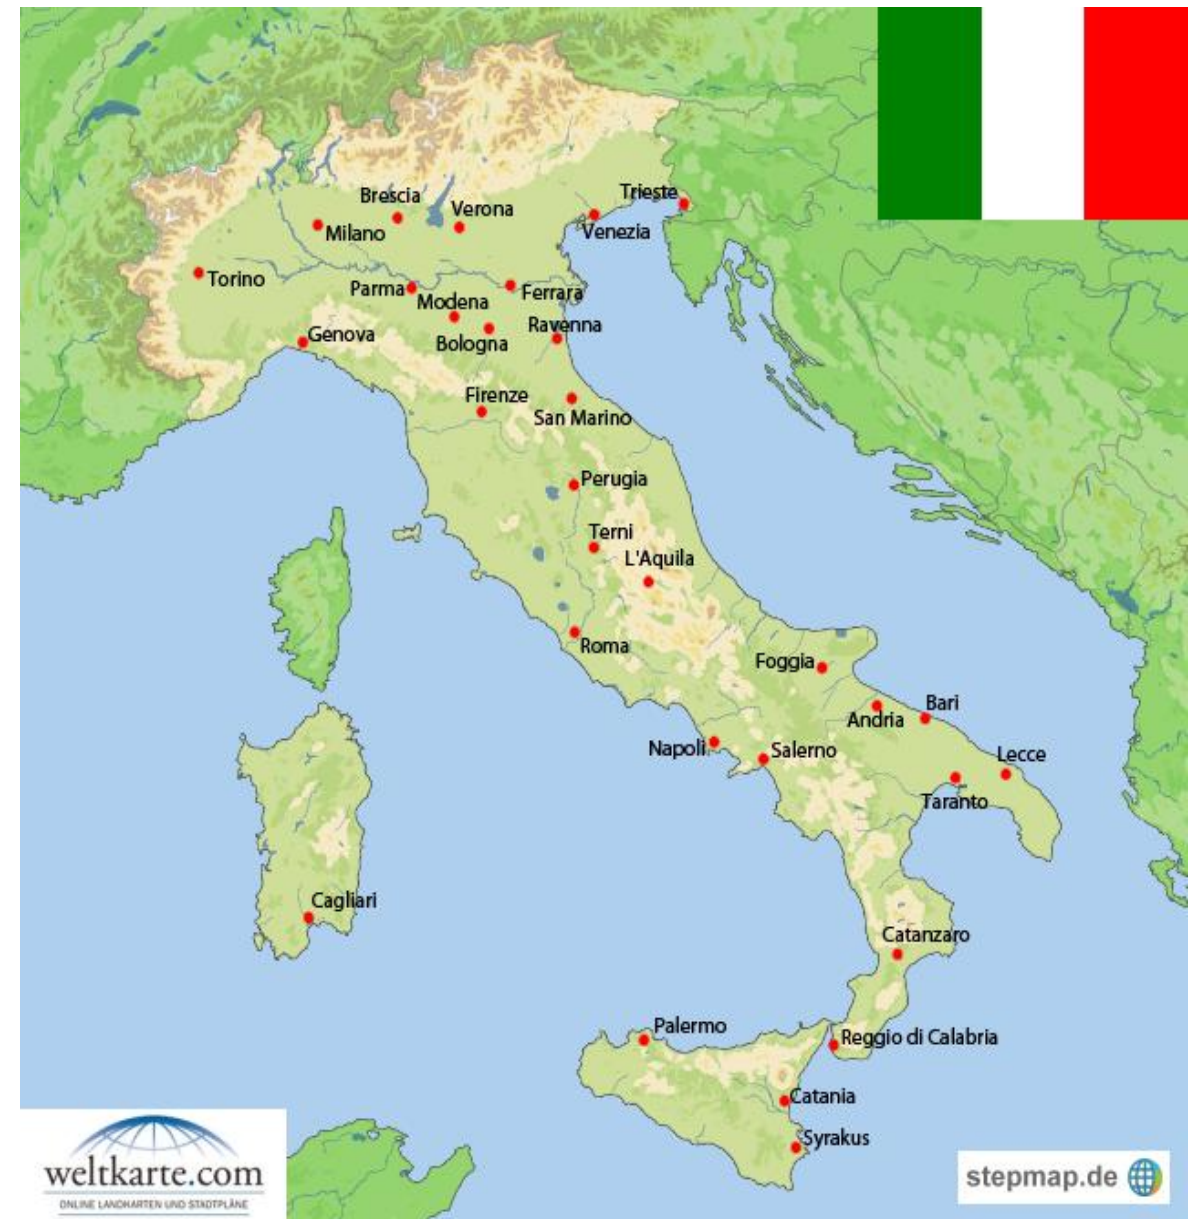 Trieste
Brescia
Verona
Venezia
Milano
Torino
Parma
Ferrara
Modena
Ravenna
Genova
Bologna
Firenze
San Marino
Perugia
Terni
L'Aquila
Roma
Foggia
Bari
Andria
Napoli
Salerno
Lecce
Taranto
Cagliari
Catanzaro
Palermo
Reggio di Calabria
Catania
Syrakus
weltkarte.com
ONLINE LANDKARTEN UND STADTPLÄNE
stepmap.de